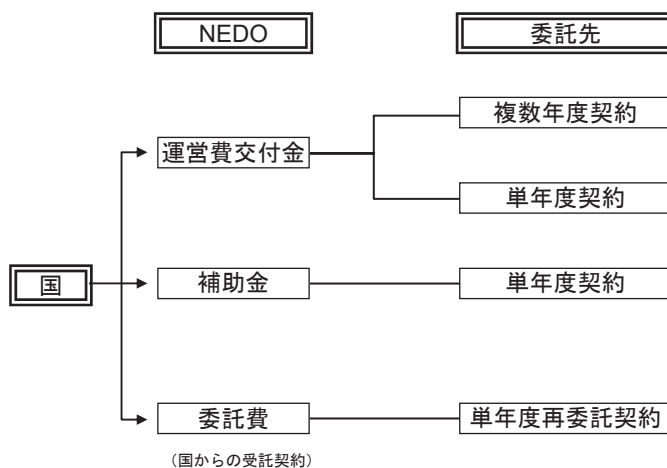 NEDO
委託先
複数年度契約
運営費交付金
単年度契約
国
補助金
単年度契約
委託費
単年度再委託契約
（国からの受託契約）